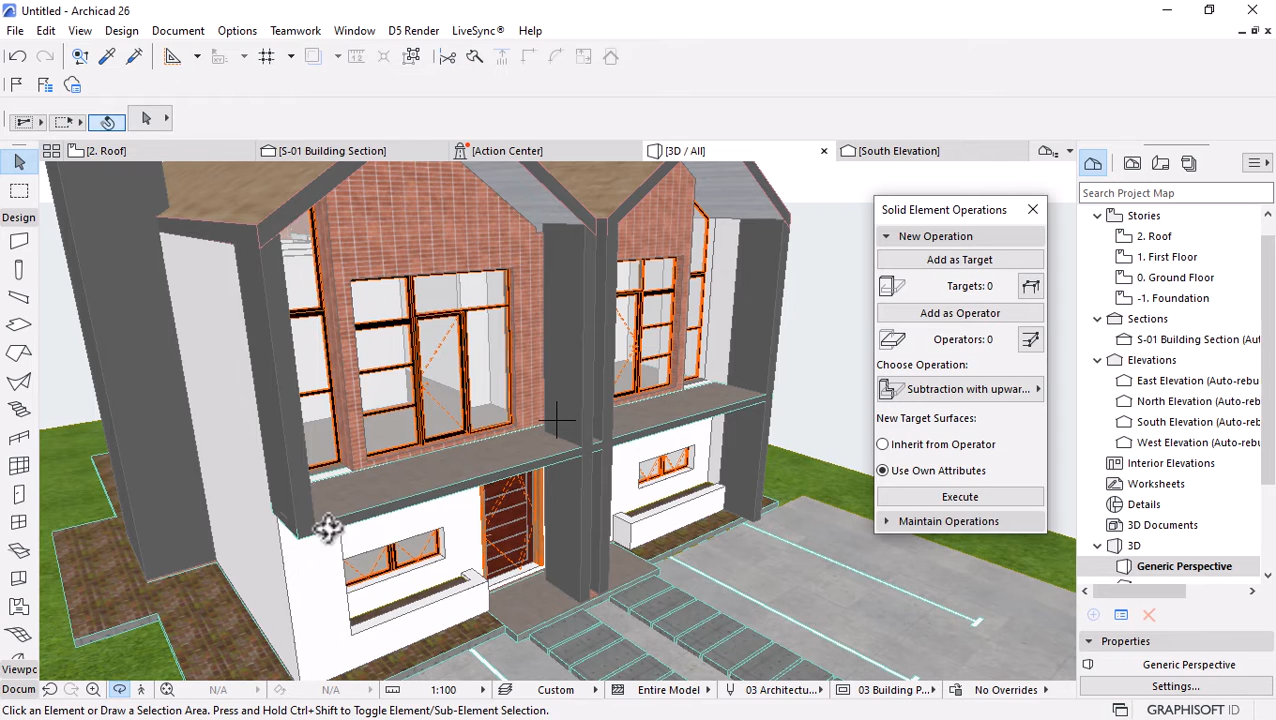 Untitled - Archicad 26
File Edit View Design Document Options Teamwork Window D5 Render LiveSync® Help
[2. Roof] [S-01 Building Section] [Action Center] [3D / All] [South Elevation]
Design
Viewpc
Docum
Solid Element Operations
New Operation
Add as Target
Targets: 0
Add as Operator
Operators: 0
Choose Operation:
Subtraction with upwar...
New Target Surfaces:
Inherit from Operator
Use Own Attributes
Execute
Maintain Operations
Search Project Map
Stories
2. Roof
1. First Floor
0. Ground Floor
-1. Foundation
Sections
S-01 Building Section (Aut
Elevations
East Elevation (Auto-rebu
North Elevation (Auto-reb
South Elevation (Auto-reb
West Elevation (Auto-rebu
Interior Elevations
Worksheets
Details
3D Documents
3D
Generic Perspective
Properties
Generic Perspective
Settings...
N/A N/A 1:100 Custom Entire Model 03 Architectu... 03 Building P... No Overrides
Click an Element or Draw a Selection Area. Press and Hold Ctrl+Shift to Toggle Element/Sub-Element Selection.
GRAPHISOFT ID